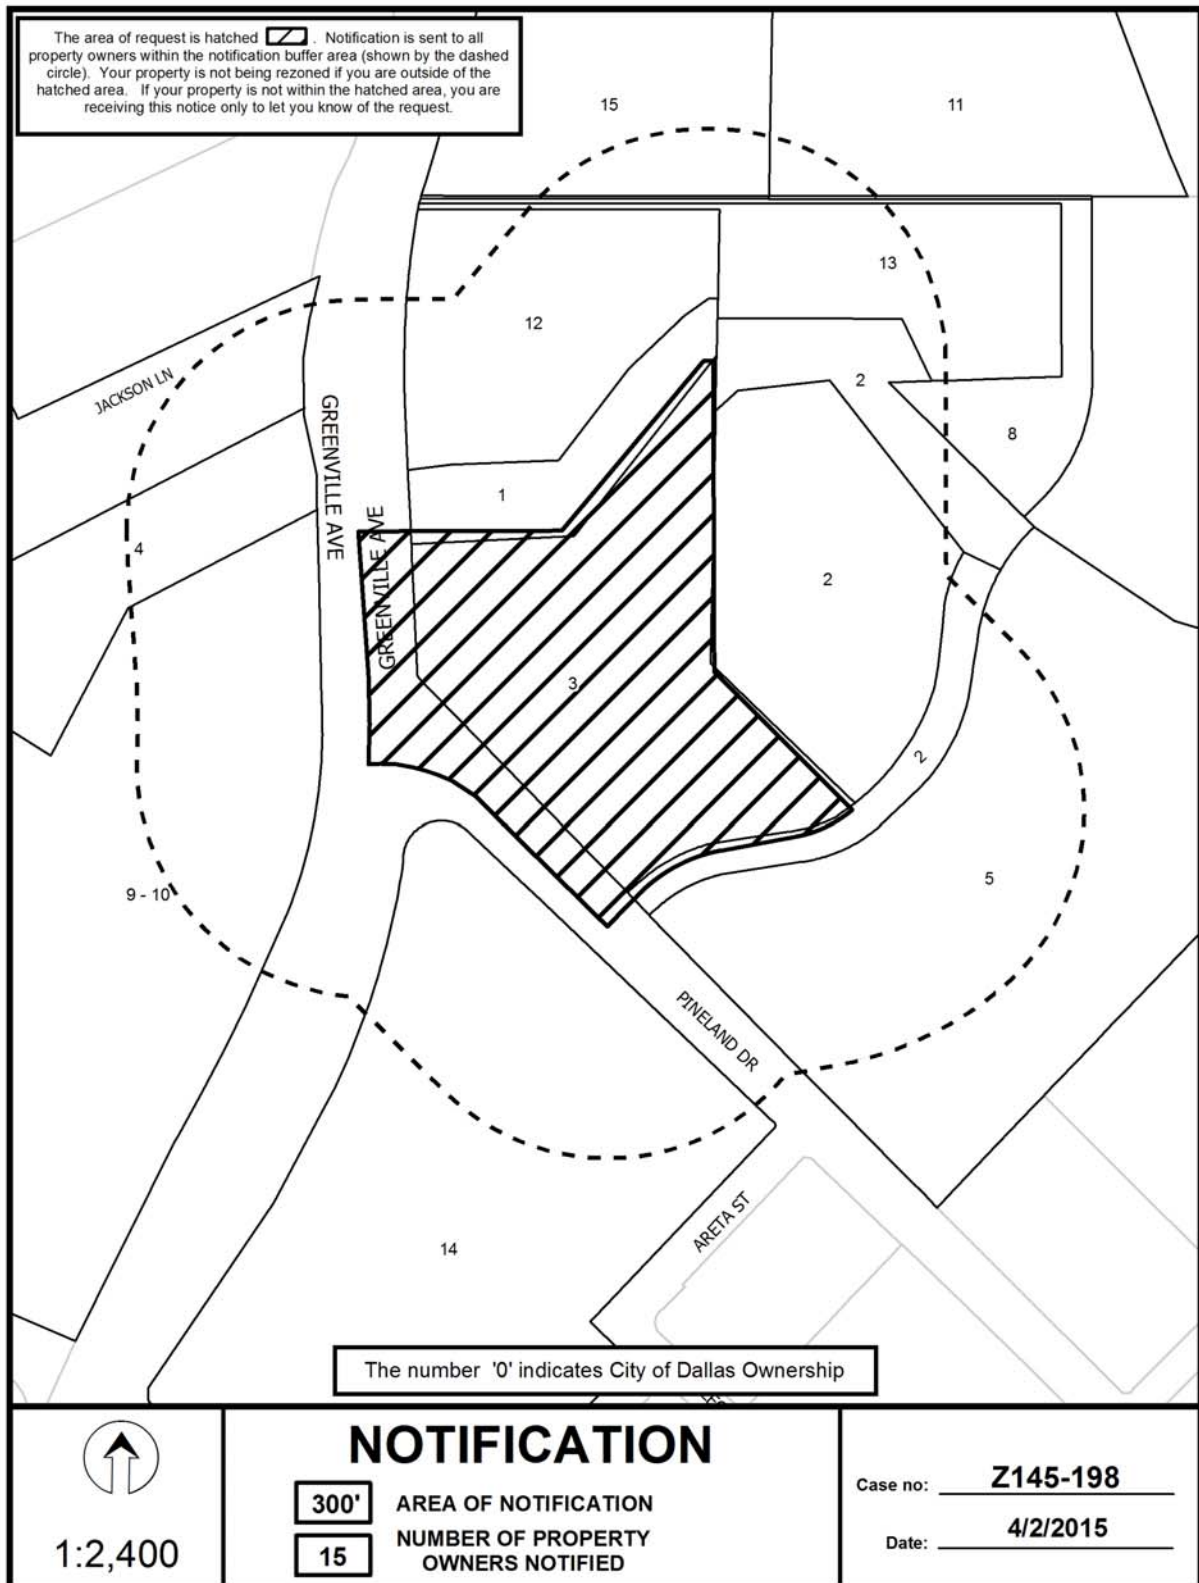 The area of request is hatched . Notification is sent to all
property owners within the notification buffer area (shown by the dashed
circle). Your property is not being rezoned if you are outside of the
hatched area. If your property is not within the hatched area, you are
receiving this notice only to let you know of the request.
15
11
13
12
JACKSON LN
2
GREENVILLE AVE
8
1
GREENVILLE AVE
4
2
3
2
9 - 10
5
PINELAND DR
ARETA ST
14
The number '0' indicates City of Dallas Ownership
1:2,400
NOTIFICATION
300' AREA OF NOTIFICATION
15 NUMBER OF PROPERTY
OWNERS NOTIFIED
Case no: Z145-198
Date: 4/2/2015